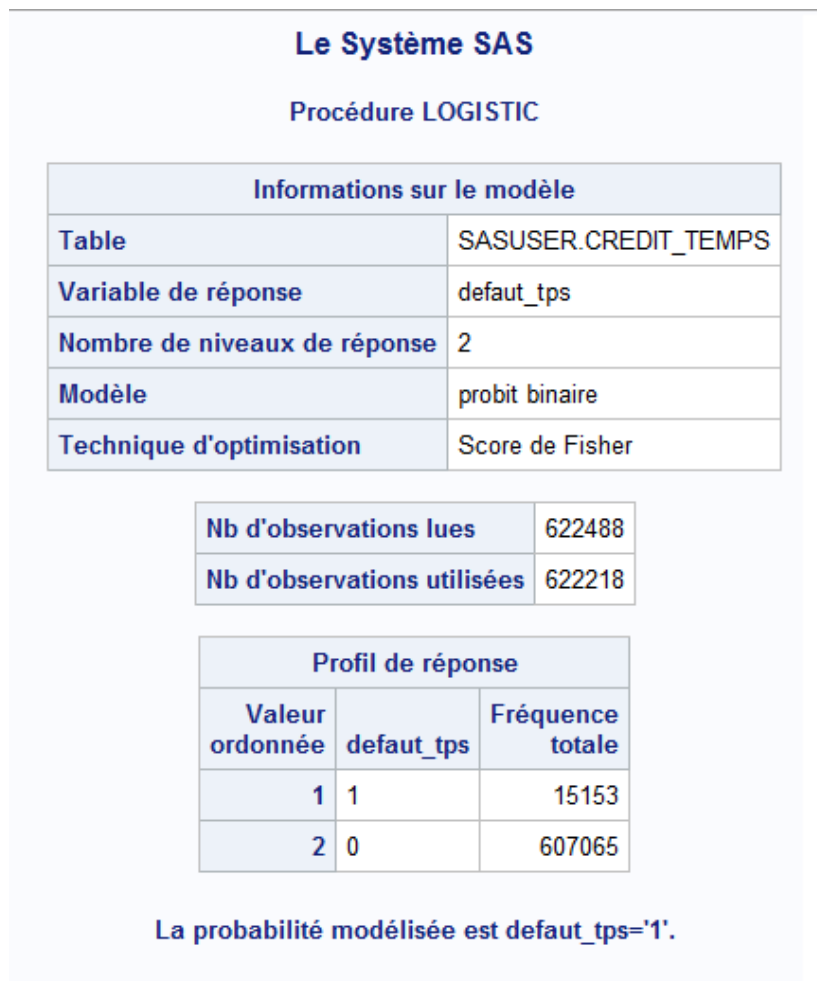 Le Système SAS
Procédure LOGISTIC
Informations sur le modèle
Table SASUSER.CREDIT_TEMPS
Variable de réponse defaut_tps
Nombre de niveaux de réponse 2
Modèle probit binaire
Technique d'optimisation Score de Fisher
Nb d'observations lues 622488
Nb d'observations utilisées 622218
Profil de réponse
Valeur ordonnée defaut_tps Fréquence totale
1 1 15153
2 0 607065
La probabilité modélisée est defaut_tps='1'.